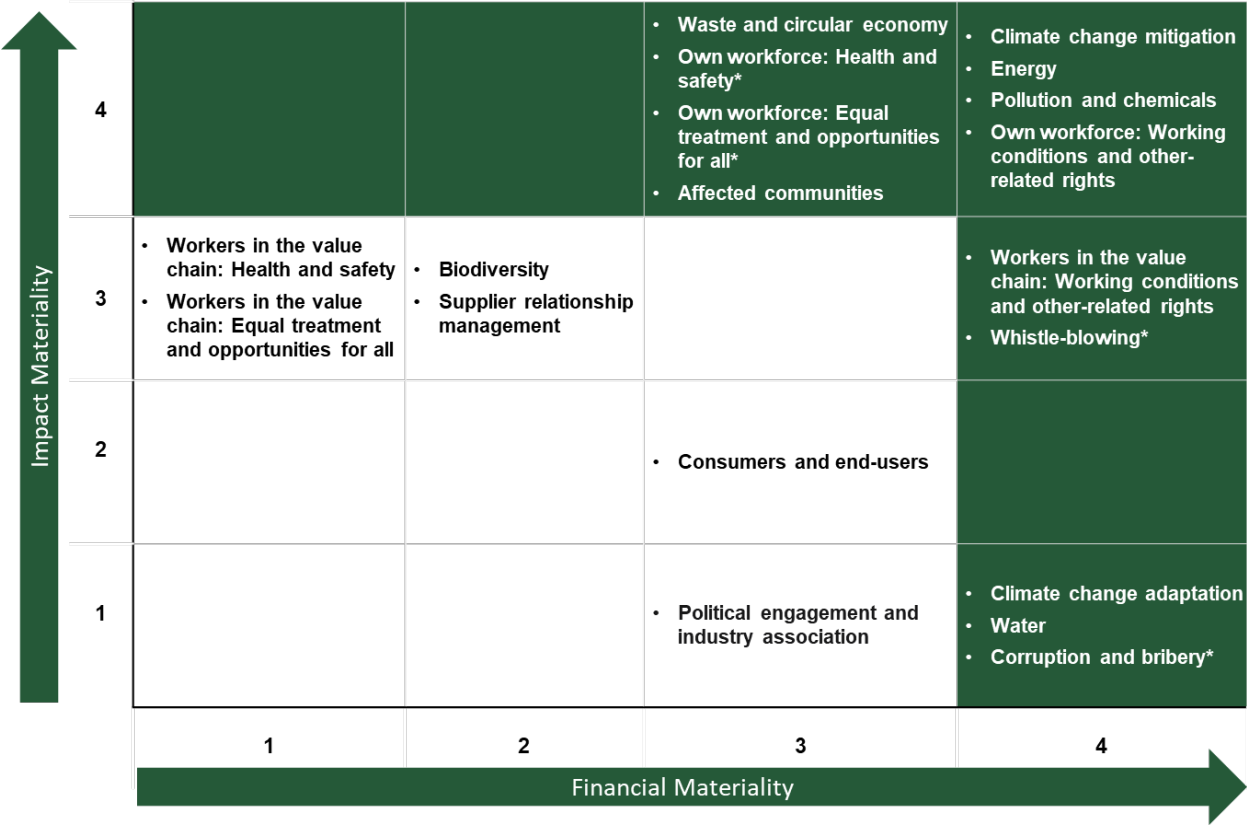 Impact Materiality
4
• Waste and circular economy
• Own workforce: Health and
safety*
• Own workforce: Equal
treatment and opportunities
for all*
• Affected communities
• Climate change mitigation
• Energy
• Pollution and chemicals
• Own workforce: Working
conditions and other-
related rights
3
• Workers in the value
chain: Health and safety
• Workers in the value
chain: Equal treatment
and opportunities for all
• Biodiversity
• Supplier relationship
management
• Workers in the value
chain: Working conditions
and other-related rights
• Whistle-blowing*
2
• Consumers and end-users
1
• Political engagement and
industry association
• Climate change adaptation
• Water
• Corruption and bribery*
1 2 3 4
Financial Materiality